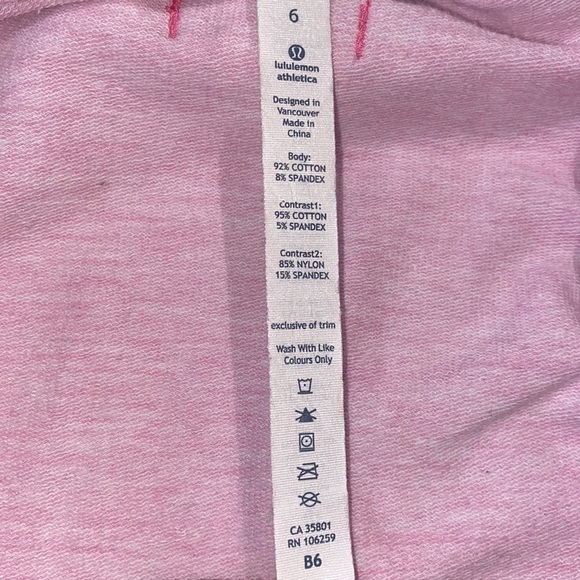 6
lululemon
athletica
Designed in
Vancouver
Made in
China
Body:
92% COTTON
8% SPANDEX
Contrast1:
95% COTTON
5% SPANDEX
Contrast2:
85% NYLON
15% SPANDEX
exclusive of trim
Wash With Like
Colours Only
CA 35801
RN 106259
B6